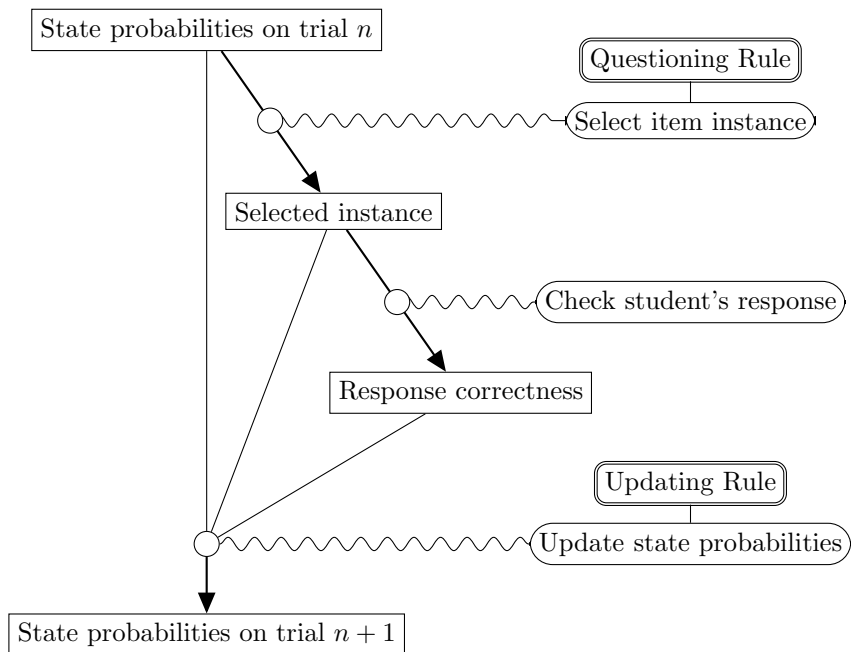 State probabilities on trial n
Questioning Rule
Select item instance
Selected instance
Check student's response
Response correctness
Updating Rule
Update state probabilities
State probabilities on trial n + 1